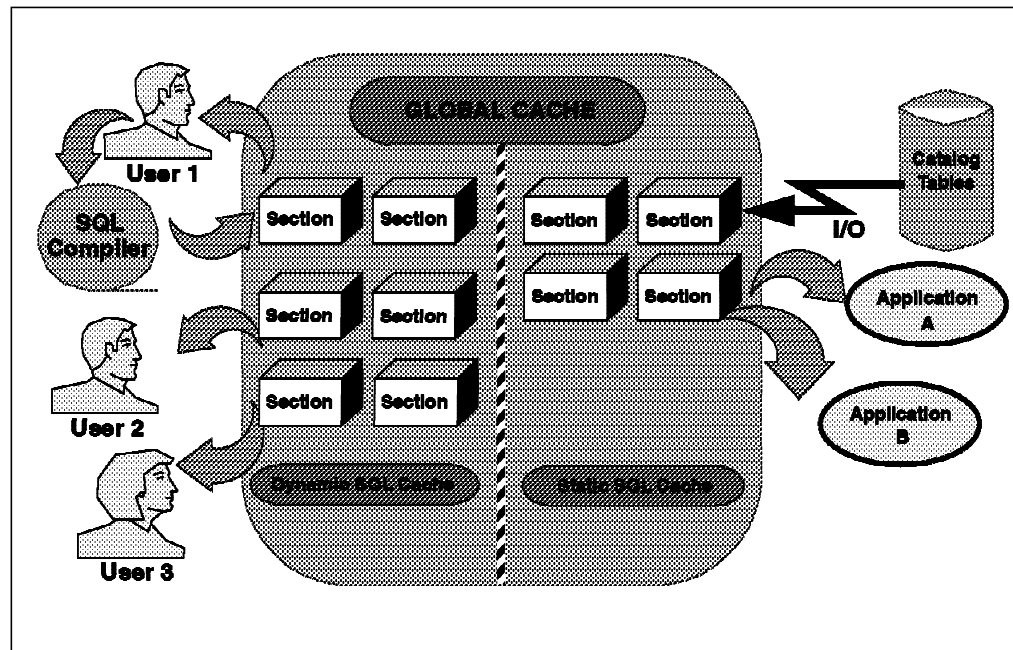 GLOBAL CACHE
User 1
SQL
Compiler
Section
Section
Section
Section
Section
Section
Section
Section
Section
Section
Catalog
Tables
I/O
Application
A
User 2
Application
B
Dynamic SQL Cache
Static SQL Cache
User 3